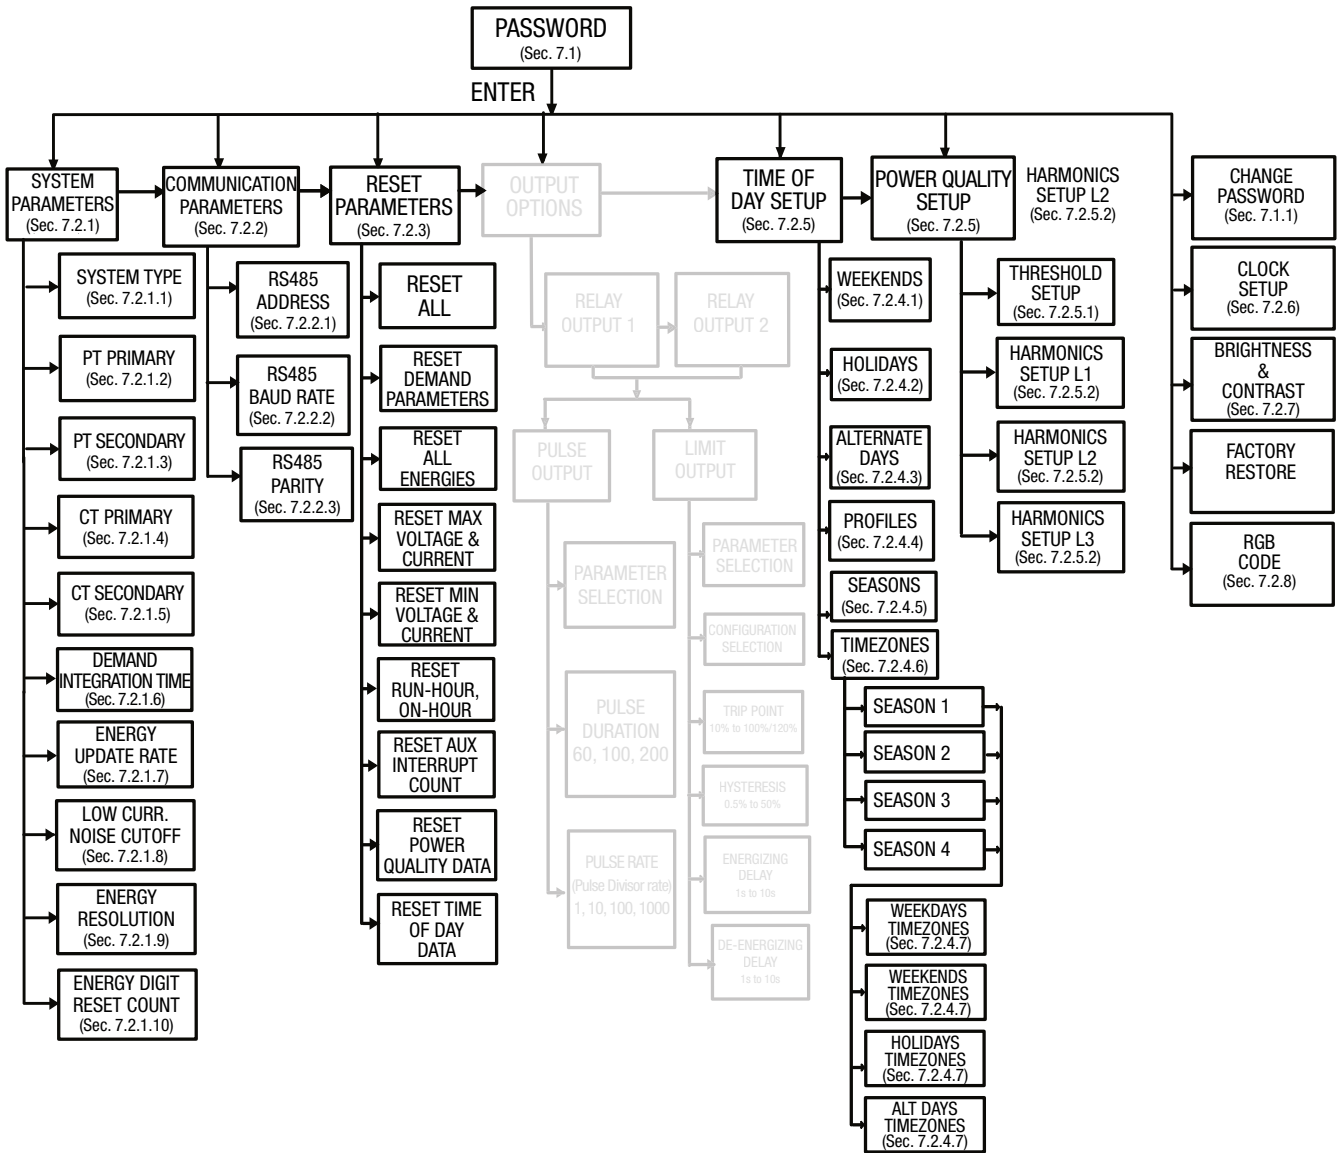 PASSWORD
(Sec. 7.1)
ENTER
SYSTEM
PARAMETERS
(Sec. 7.2.1)
COMMUNICATION
PARAMETERS
(Sec. 7.2.2)
RESET
PARAMETERS
(Sec. 7.2.3)
OUTPUT
OPTIONS
TIME OF
DAY SETUP
(Sec. 7.2.5)
POWER QUALITY
SETUP
(Sec. 7.2.5)
HARMONICS
SETUP L2
(Sec. 7.2.5.2)
CHANGE
PASSWORD
(Sec. 7.1.1)
SYSTEM TYPE
(Sec. 7.2.1.1)
PT PRIMARY
(Sec. 7.2.1.2)
PT SECONDARY
(Sec. 7.2.1.3)
CT PRIMARY
(Sec. 7.2.1.4)
CT SECONDARY
(Sec. 7.2.1.5)
DEMAND
INTEGRATION TIME
(Sec. 7.2.1.6)
ENERGY
UPDATE RATE
(Sec. 7.2.1.7)
LOW CURR.
NOISE CUTOFF
(Sec. 7.2.1.8)
ENERGY
RESOLUTION
(Sec. 7.2.1.9)
ENERGY DIGIT
RESET COUNT
(Sec. 7.2.1.10)
RS485
ADDRESS
(Sec. 7.2.2.1)
RS485
BAUD RATE
(Sec. 7.2.2.2)
RS485
PARITY
(Sec. 7.2.2.3)
RESET
ALL
RESET
DEMAND
PARAMETERS
RESET
ALL
ENERGIES
RESET MAX
VOLTAGE &
CURRENT
RESET MIN
VOLTAGE &
CURRENT
RESET
RUN-HOUR,
ON-HOUR
RESET AUX
INTERRUPT
COUNT
RESET
POWER
QUALITY DATA
RESET TIME
OF DAY
DATA
RELAY
OUTPUT 1
RELAY
OUTPUT 2
PULSE
OUTPUT
LIMIT
OUTPUT
PARAMETER
SELECTION
PULSE
DURATION
60, 100, 200
PULSE RATE
(Pulse Divisor rate)
1, 10, 100, 1000
PARAMETER
SELECTION
CONFIGURATION
SELECTION
TRIP POINT
10% to 100%/120%
HYSTERESIS
0.5% to 50%
ENERGIZING
DELAY
1s to 10s
DE-ENERGIZING
DELAY
1s to 10s
WEEKENDS
(Sec. 7.2.4.1)
HOLIDAYS
(Sec. 7.2.4.2)
ALTERNATE
DAYS
(Sec. 7.2.4.3)
PROFILES
(Sec. 7.2.4.4)
SEASONS
(Sec. 7.2.4.5)
TIMEZONES
(Sec. 7.2.4.6)
SEASON 1
SEASON 2
SEASON 3
SEASON 4
WEEKDAYS
TIMEZONES
(Sec. 7.2.4.7)
WEEKENDS
TIMEZONES
(Sec. 7.2.4.7)
HOLIDAYS
TIMEZONES
(Sec. 7.2.4.7)
ALT DAYS
TIMEZONES
(Sec. 7.2.4.7)
THRESHOLD
SETUP
(Sec. 7.2.5.1)
HARMONICS
SETUP L1
(Sec. 7.2.5.2)
HARMONICS
SETUP L2
(Sec. 7.2.5.2)
HARMONICS
SETUP L3
(Sec. 7.2.5.2)
CLOCK
SETUP
(Sec. 7.2.6)
BRIGHTNESS
&
CONTRAST
(Sec. 7.2.7)
FACTORY
RESTORE
RGB
CODE
(Sec. 7.2.8)